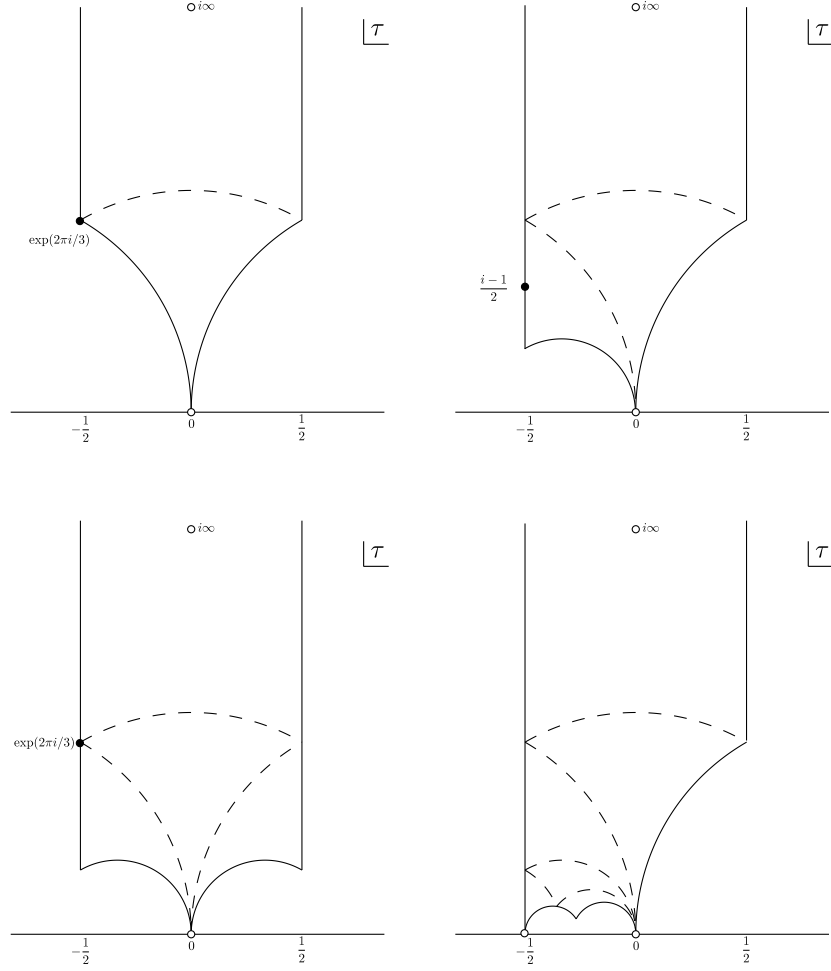 i∞
τ
exp(2πi/3)
−1/2
0
1/2
i∞
τ
i−1/2
−1/2
0
1/2
i∞
τ
exp(2πi/3)
−1/2
0
1/2
i∞
τ
−1/2
0
1/2